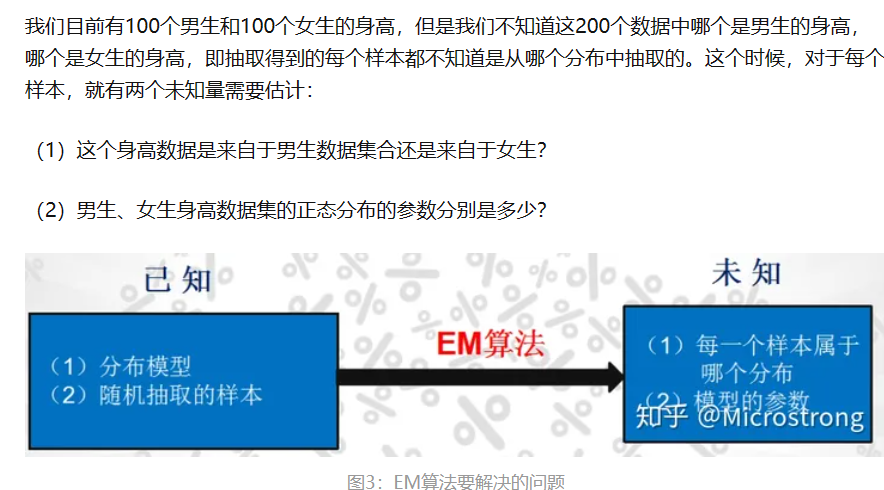 我们目前有100个男生和100个女生的身高，但是我们不知道这200个数据中哪个是男生的身高，
哪个是女生的身高，即抽取得到的每个样本都不知道是从哪个分布中抽取的。这个时候，对于每个
样本，就有两个未知量需要估计：
（1）这个身高数据是来自于男生数据集合还是来自于女生？
（2）男生、女生身高数据集的正态分布的参数分别是多少？
已 知
（1）分布模型
（2）随机抽取的样本
EM算法
未 知
（1）每一个样本属于
哪个分布
（2）模型的参数
知乎 @Microstrong
图3：EM算法要解决的问题